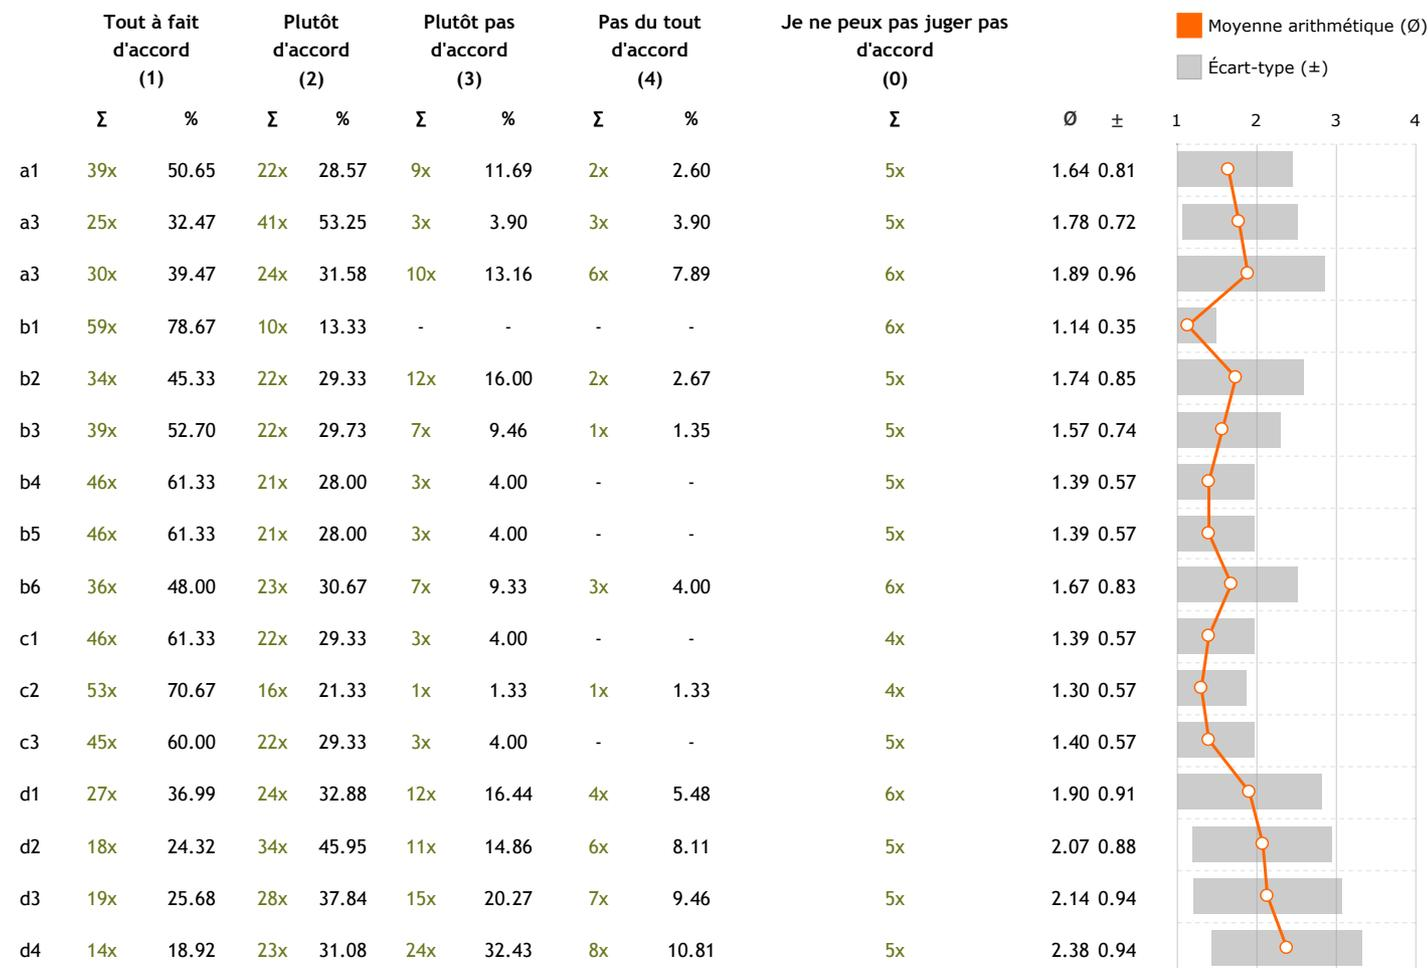 Tout à fait d'accord (1) Plutôt d'accord (2) Plutôt pas d'accord (3) Pas du tout d'accord (4) Je ne peux pas juger pas d'accord (0)
Moyenne arithmétique (Ø)
Écart-type (±)
Σ % Σ % Σ % Σ % Σ Ø ± 1 2 3 4
a1 39x 50.65 22x 28.57 9x 11.69 2x 2.60 5x 1.64 0.81
a3 25x 32.47 41x 53.25 3x 3.90 3x 3.90 5x 1.78 0.72
a3 30x 39.47 24x 31.58 10x 13.16 6x 7.89 6x 1.89 0.96
b1 59x 78.67 10x 13.33 - - - - 6x 1.14 0.35
b2 34x 45.33 22x 29.33 12x 16.00 2x 2.67 5x 1.74 0.85
b3 39x 52.70 22x 29.73 7x 9.46 1x 1.35 5x 1.57 0.74
b4 46x 61.33 21x 28.00 3x 4.00 - - 5x 1.39 0.57
b5 46x 61.33 21x 28.00 3x 4.00 - - 5x 1.39 0.57
b6 36x 48.00 23x 30.67 7x 9.33 3x 4.00 6x 1.67 0.83
c1 46x 61.33 22x 29.33 3x 4.00 - - 4x 1.39 0.57
c2 53x 70.67 16x 21.33 1x 1.33 1x 1.33 4x 1.30 0.57
c3 45x 60.00 22x 29.33 3x 4.00 - - 5x 1.40 0.57
d1 27x 36.99 24x 32.88 12x 16.44 4x 5.48 6x 1.90 0.91
d2 18x 24.32 34x 45.95 11x 14.86 6x 8.11 5x 2.07 0.88
d3 19x 25.68 28x 37.84 15x 20.27 7x 9.46 5x 2.14 0.94
d4 14x 18.92 23x 31.08 24x 32.43 8x 10.81 5x 2.38 0.94